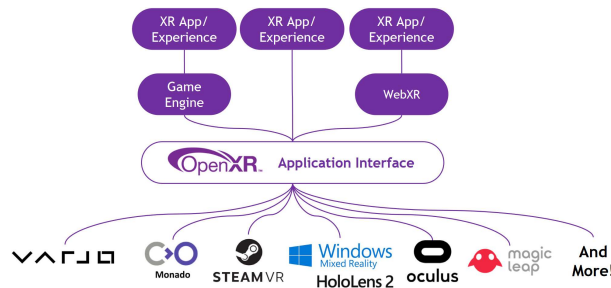 XR App/
Experience
XR App/
Experience
XR App/
Experience
Game
Engine
WebXR
OpenXR™ Application Interface
VARJO
Monado
STEAMVR
Windows
Mixed Reality
HoloLens 2
oculus
magic
leap
And
More!